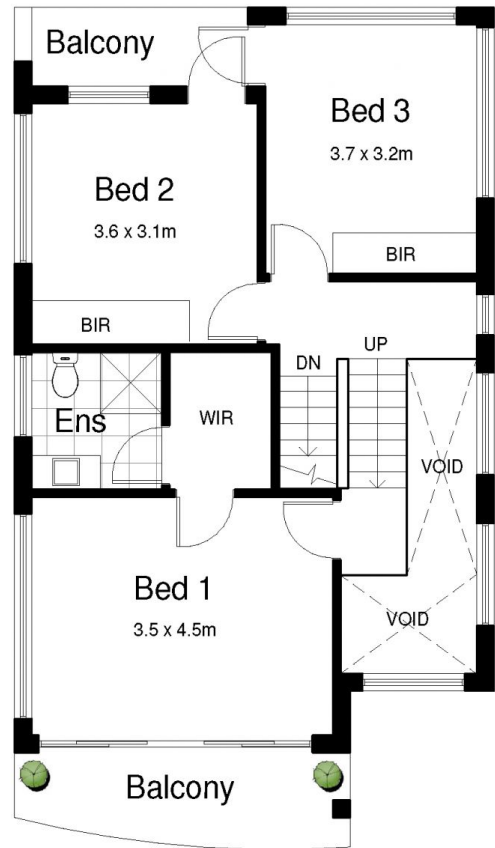 Balcony
Bed 3
3.7 x 3.2m
Bed 2
3.6 x 3.1m
BIR
BIR
UP
DN
WIR
Ens
VOID
Bed 1
3.5 x 4.5m
VOID
Balcony